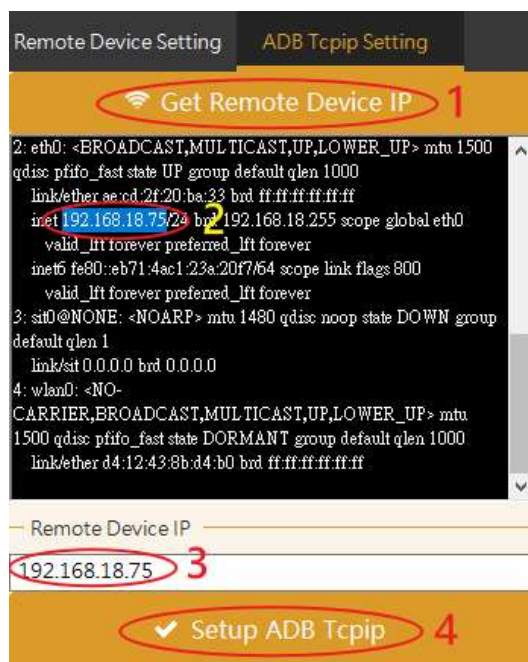 Remote Device Setting ADB Tcpip Setting
Get Remote Device IP 1
2: eth0: <BROADCAST,MULTICAST,UP,LOWER_UP> mtu 1500
qdisc pfifo_fast state UP group default qlen 1000
link/ether ae:cd:2f:20:ba:33 brd ff:ff:ff:ff:ff:ff
inet 192.168.18.75/24 brd 192.168.18.255 scope global eth0
2
valid_lft forever preferred_lft forever
inet6 fe80::eb71:4ac1:23a:20f7/64 scope link flags 800
valid_lft forever preferred_lft forever
3: sit0@NONE: <NOARP> mtu 1480 qdisc noop state DOWN group
default qlen 1
link/sit 0.0.0.0 brd 0.0.0.0
4: wlan0: <NO-
CARRIER,BROADCAST,MULTICAST,UP,LOWER_UP> mtu
1500 qdisc pfifo_fast state DORMANT group default qlen 1000
link/ether d4:12:43:8b:d4:b0 brd ff:ff:ff:ff:ff:ff
Remote Device IP
192.168.18.75 3
Setup ADB Tcpip 4